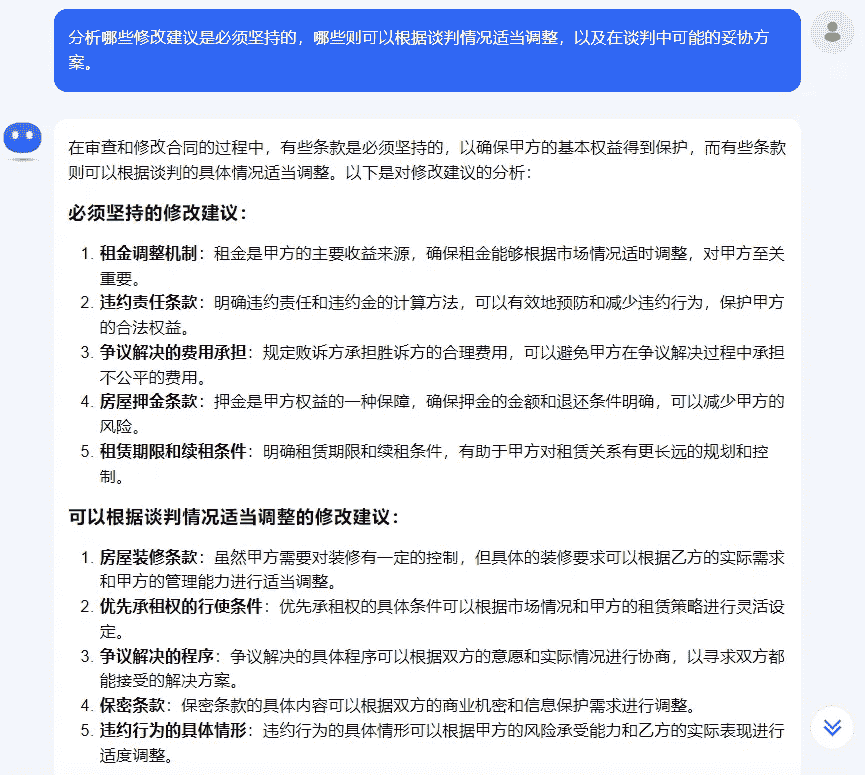 分析哪些修改建议是必须坚持的，哪些则可以根据谈判情况适当调整，以及在谈判中可能的妥协方
案。
在审查和修改合同的过程中，有些条款是必须坚持的，以确保甲方的基本权益得到保护，而有些条款
则可以根据谈判的具体情况适当调整。以下是对修改建议的分析：
必须坚持的修改建议：
1. 租金调整机制：租金是甲方的主要收益来源，确保租金能够根据市场情况适时调整，对甲方至关
重要。
2. 违约责任条款：明确违约责任和违约金的计算方法，可以有效地预防和减少违约行为，保护甲方
的合法权益。
3. 争议解决的费用承担：规定败诉方承担胜诉方的合理费用，可以避免甲方在争议解决过程中承担
不公平的费用。
4. 房屋押金条款：押金是甲方权益的一种保障，确保押金的金额和退还条件明确，可以减少甲方的
风险。
5. 租赁期限和续租条件：明确租赁期限和续租条件，有助于甲方对租赁关系有更长远的规划和控
制。
可以根据谈判情况适当调整的修改建议：
1. 房屋装修条款：虽然甲方需要对装修有一定的控制，但具体的装修要求可以根据乙方的实际需求
和甲方的管理能力进行适当调整。
2. 优先承租权的行使条件：优先承租权的具体条件可以根据市场情况和甲方的租赁策略进行灵活设
定。
3. 争议解决的程序：争议解决的具体程序可以根据双方的意愿和实际情况进行协商，以寻求双方都
能接受的解决方案。
4. 保密条款：保密条款的具体内容可以根据双方的商业机密和信息保护需求进行调整。
5. 违约行为的具体情形：违约行为的具体情形可以根据甲方的风险承受能力和乙方的实际表现进行
适度调整。